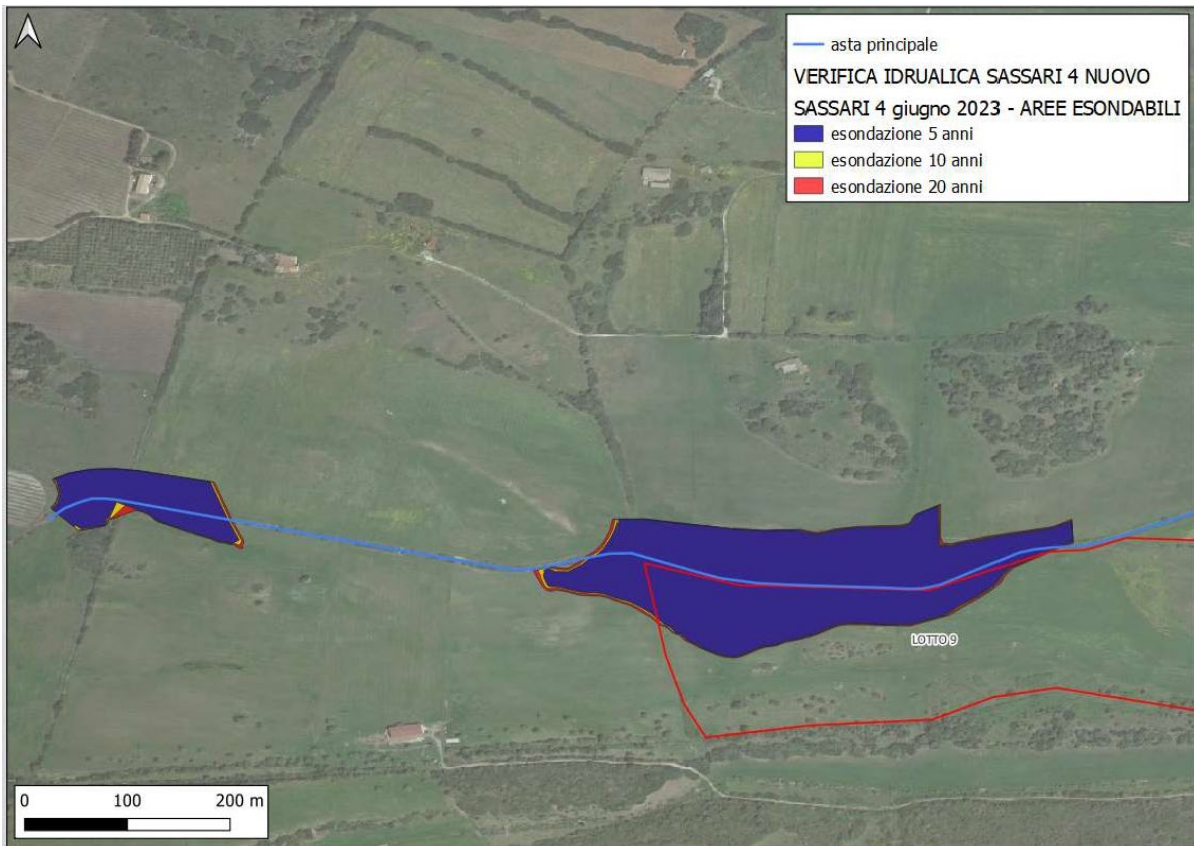 asta principale
VERIFICA IDRUALICA SASSARI 4 NUOVO
SASSARI 4 giugno 2023 - AREE ESONDABILI
esondazione 5 anni
esondazione 10 anni
esondazione 20 anni
LOTTO 9
0 100 200 m